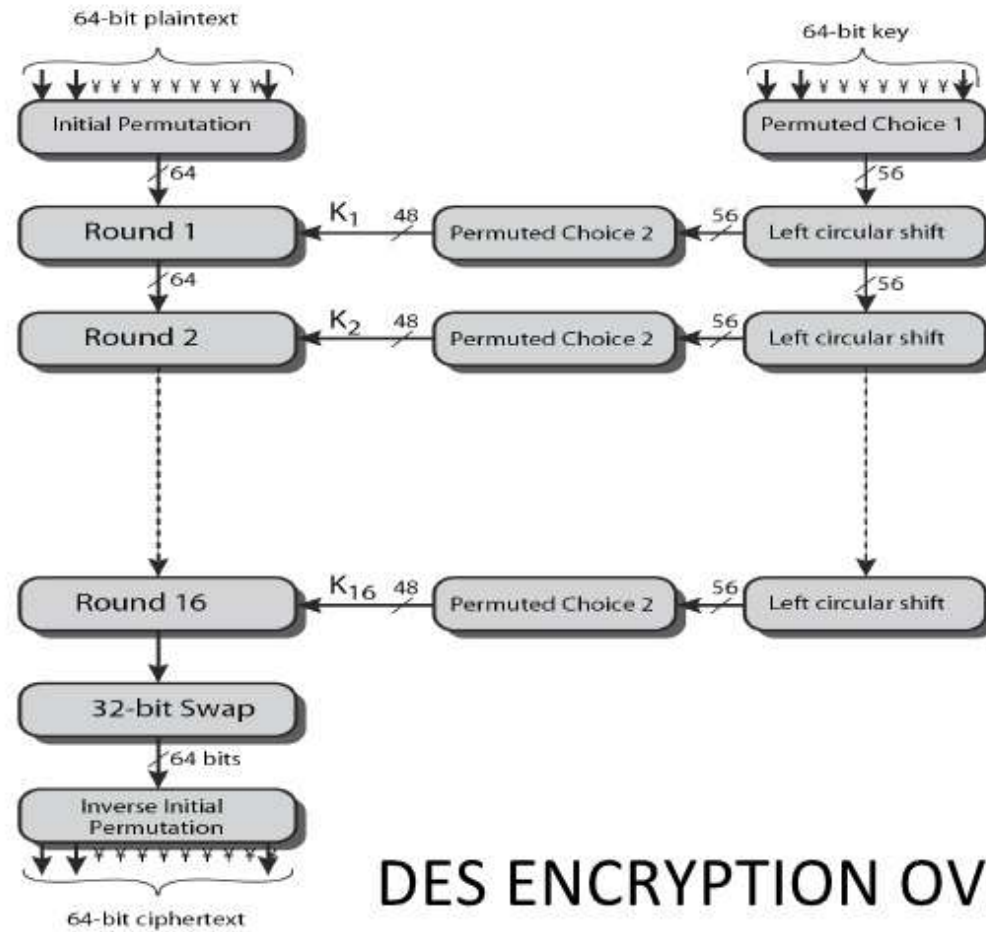 64-bit plaintext
64-bit key
¥ ¥ ¥ ¥ ¥ ¥ ¥ ¥ ¥
¥ ¥ ¥ ¥ ¥ ¥ ¥ ¥ ¥
Initial Permutation
Permuted Choice 1
64
56
Round 1
K1
48
Permuted Choice 2
56
Left circular shift
64
56
Round 2
K2
48
Permuted Choice 2
56
Left circular shift
Round 16
K16
48
Permuted Choice 2
56
Left circular shift
32-bit Swap
64 bits
Inverse Initial
Permutation
¥ ¥ ¥ ¥ ¥ ¥ ¥ ¥ ¥
DES ENCRYPTION OV
64-bit ciphertext